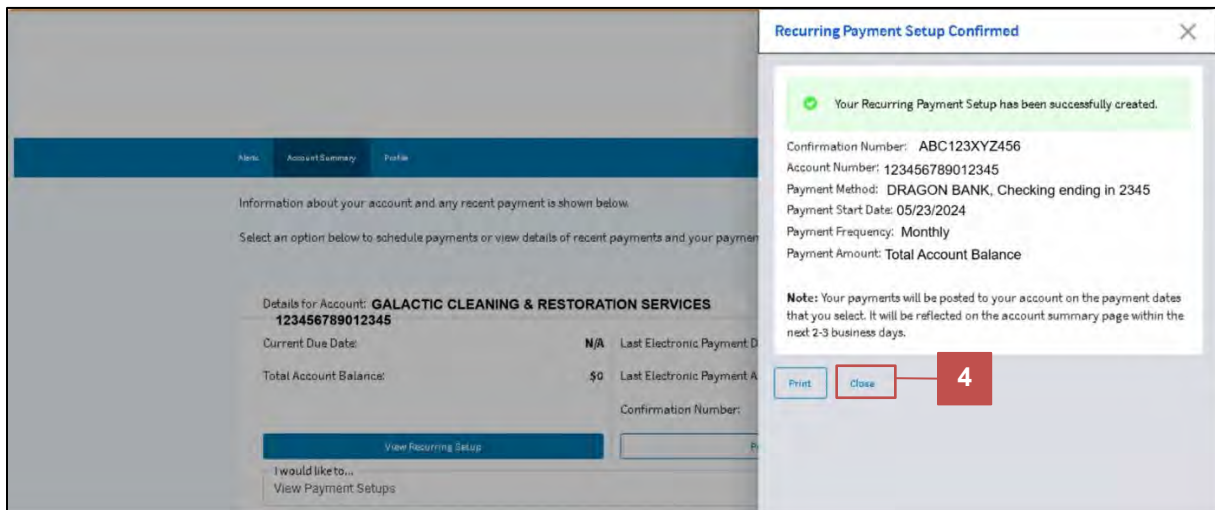 Recurring Payment Setup Confirmed
Your Recurring Payment Setup has been successfully created.
Confirmation Number: ABC123XYZ456
Account Number: 123456789012345
Payment Method: DRAGON BANK, Checking ending in 2345
Payment Start Date: 05/23/2024
Payment Frequency: Monthly
Payment Amount: Total Account Balance
Note: Your payments will be posted to your account on the payment dates
that you select. It will be reflected on the account summary page within the
next 2-3 business days.
Print Close 4
Alerts Account Summary Profile
Information about your account and any recent payment is shown below.
Select an option below to schedule payments or view details of recent payments and your paymen
Details for Account: GALACTIC CLEANING & RESTORATION SERVICES
123456789012345
Current Due Date: N/A Last Electronic Payment D
Total Account Balance: $0 Last Electronic Payment A
Confirmation Number:
View Recurring Setup
I would like to...
View Payment Setups